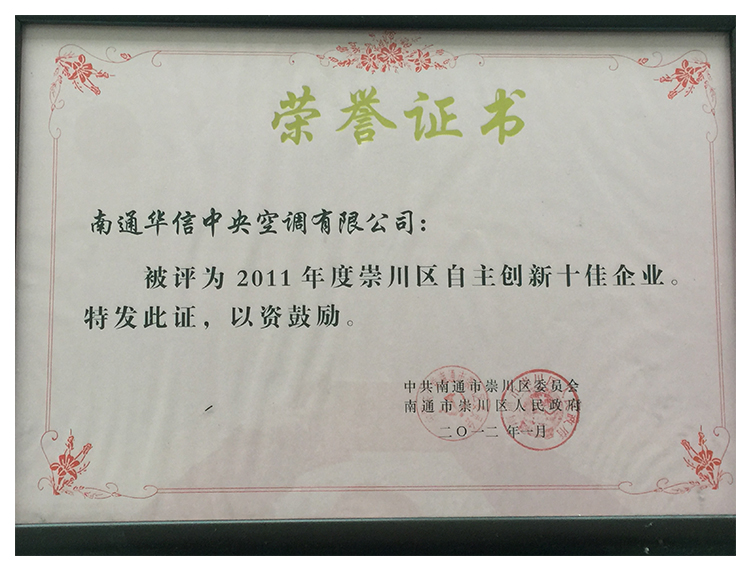 荣誉证书
南通华信中央空调有限公司：
被评为2011年度崇川区自主创新十佳企业。
特发此证，以资鼓励。
中共南通市崇川区委员会
南通市崇川区人民政府
二〇一二年一月